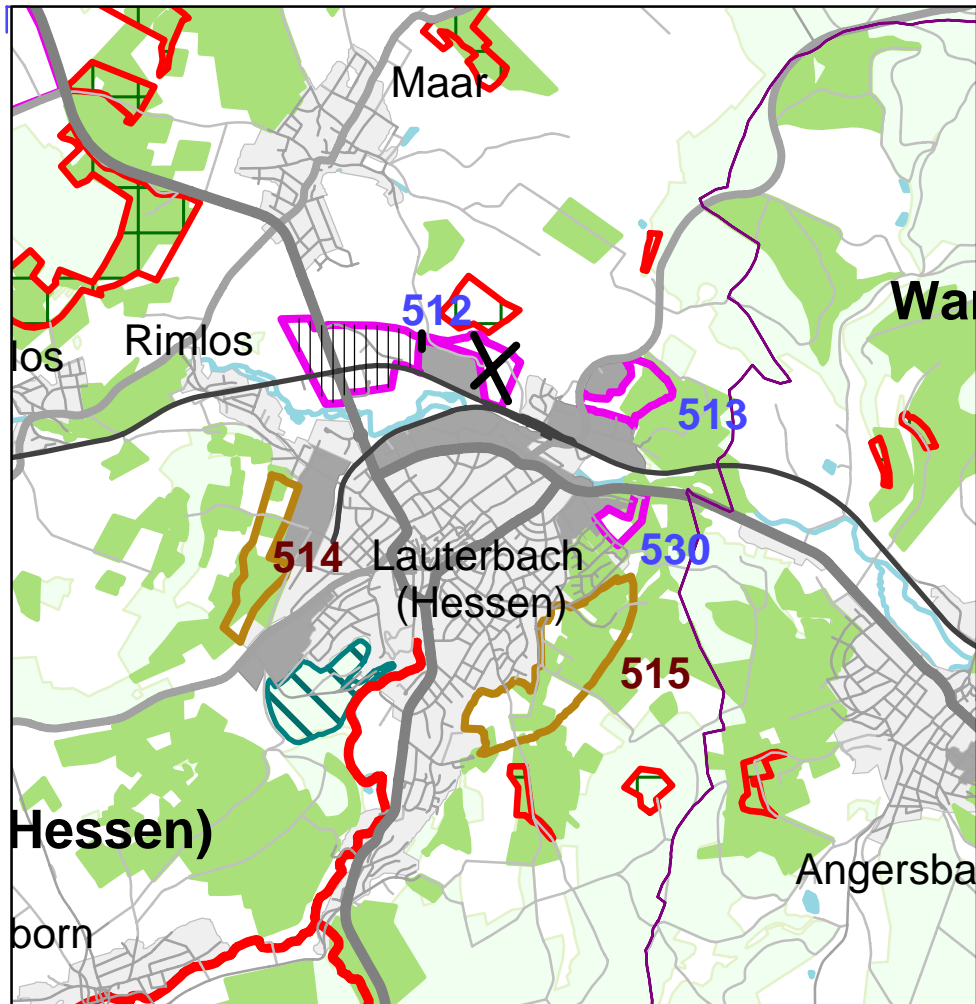 Maar
War
512
Rimlos
los
513
514
Lauterbach
(Hessen)
530
515
Hessen)
Angersba
born